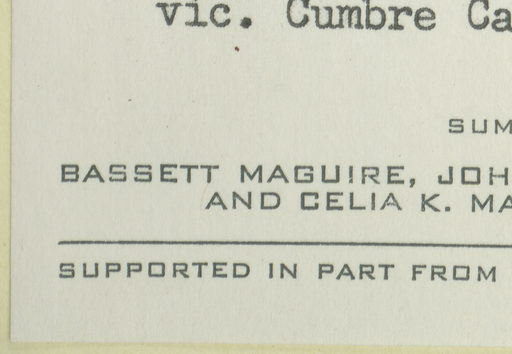 vic. Cumbre Ca
SUM
BASSETT MAGUIRE, JOH
AND CELIA K. MA
SUPPORTED IN PART FROM